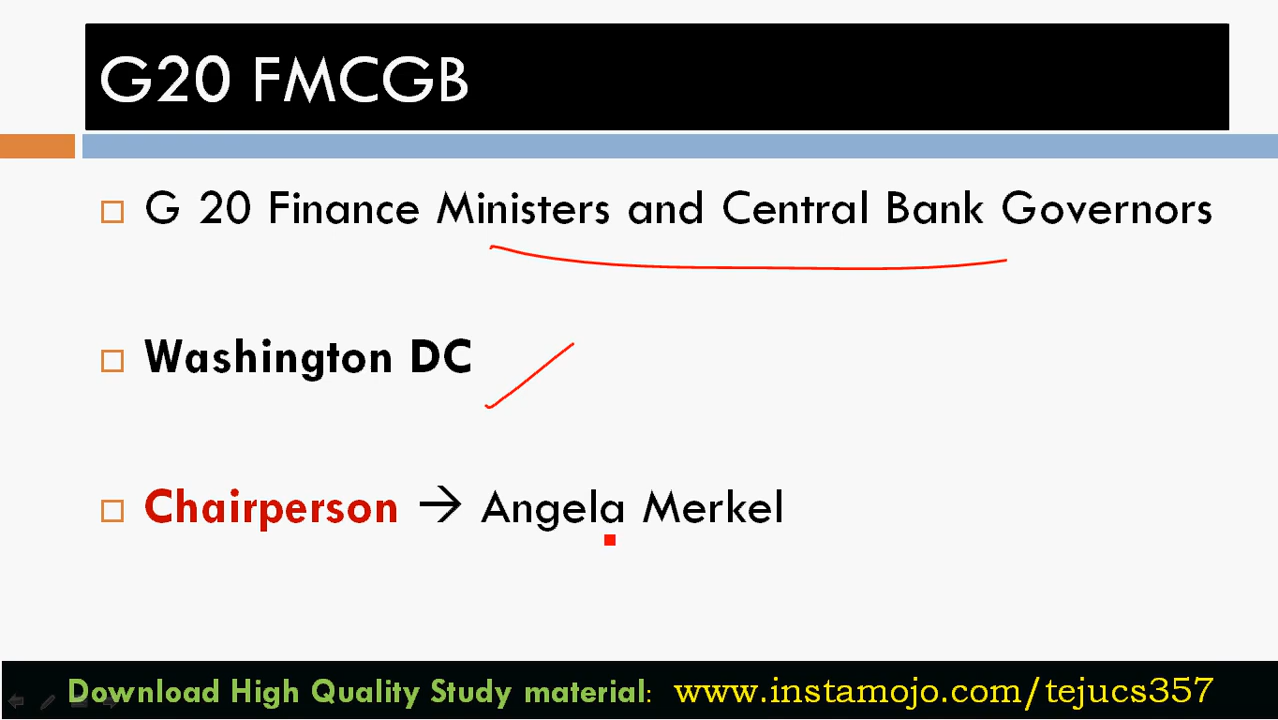 G20 FMCGB
G 20 Finance Ministers and Central Bank Governors
Washington DC
Chairperson → Angela Merkel
Download High Quality Study material: www.instamojo.com/tejucs357